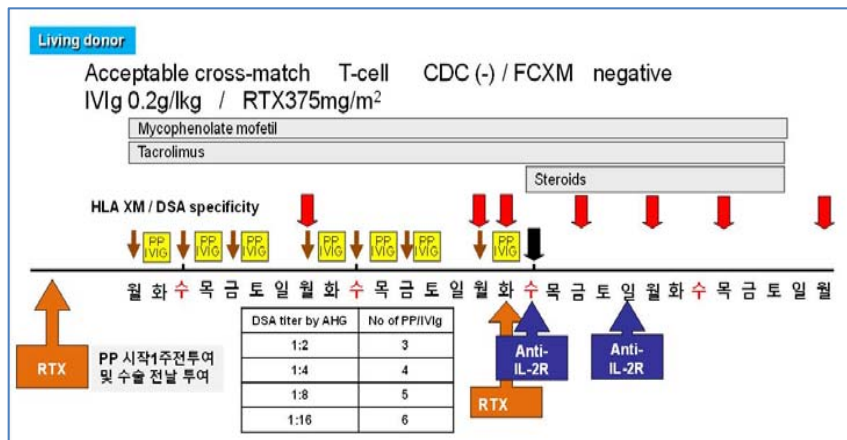 Living donor
Acceptable cross-match T-cell CDC (-) / FCXM negative
IVIg 0.2g/lkg / RTX375mg/m²
Mycophenolate mofetil
Tacrolimus
Steroids
HLA XM / DSA specificity
PP IVIG PP IVIG PP IVIG PP IVIG PP IVIG PP IVIG PP IVIG
월 화 수 목 금 토 일 월 화 수 목 금 토 일 월 화 수 목 금 토 일 월 화 수 목 금 토 일 월
RTX
PP 시작1주전투여
및 수술 전날 투여
DSA titer by AHG No of PP/IVIg
1:2 3
1:4 4
1:8 5
1:16 6
RTX
Anti-
IL-2R
Anti-
IL-2R